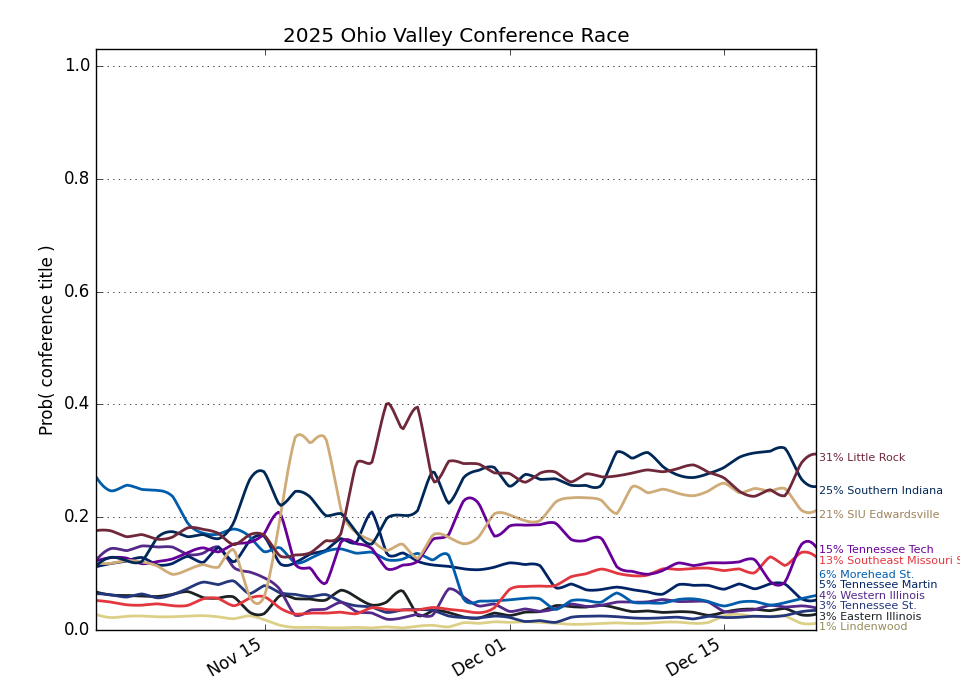 2025 Ohio Valley Conference Race
Prob( conference title )
1.0
0.8
0.6
0.4
0.2
0.0
Nov 15
Dec 01
Dec 15
31% Little Rock
25% Southern Indiana
21% SIU Edwardsville
15% Tennessee Tech
13% Southeast Missouri S
6% Morehead St.
5% Tennessee Martin
4% Western Illinois
3% Tennessee St.
3% Eastern Illinois
1% Lindenwood